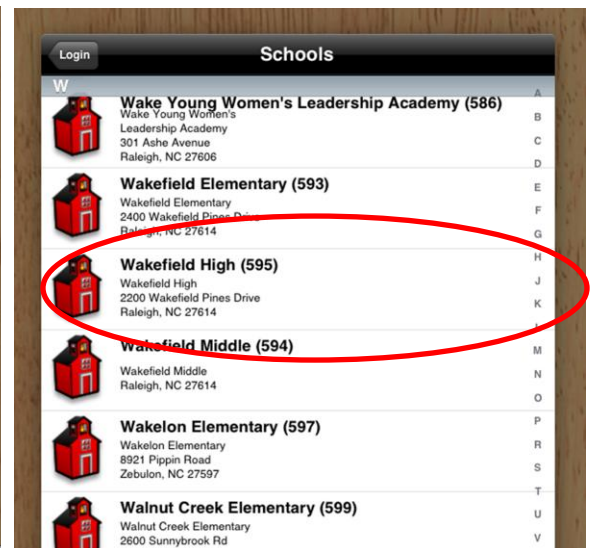 Login
Schools
W
Wake Young Women's Leadership Academy (586)
Wake Young Women's
Leadership Academy
301 Ashe Avenue
Raleigh, NC 27606
Wakefield Elementary (593)
Wakefield Elementary
2400 Wakefield Pines Drive
Raleigh, NC 27614
Wakefield High (595)
Wakefield High
2200 Wakefield Pines Drive
Raleigh, NC 27614
Wakefield Middle (594)
Wakefield Middle
Raleigh, NC 27614
Wakelon Elementary (597)
Wakelon Elementary
8921 Pippin Road
Zebulon, NC 27597
Walnut Creek Elementary (599)
Walnut Creek Elementary
2600 Sunnybrook Rd
A
B
C
D
E
F
G
H
J
K
M
N
O
P
R
S
T
U
V